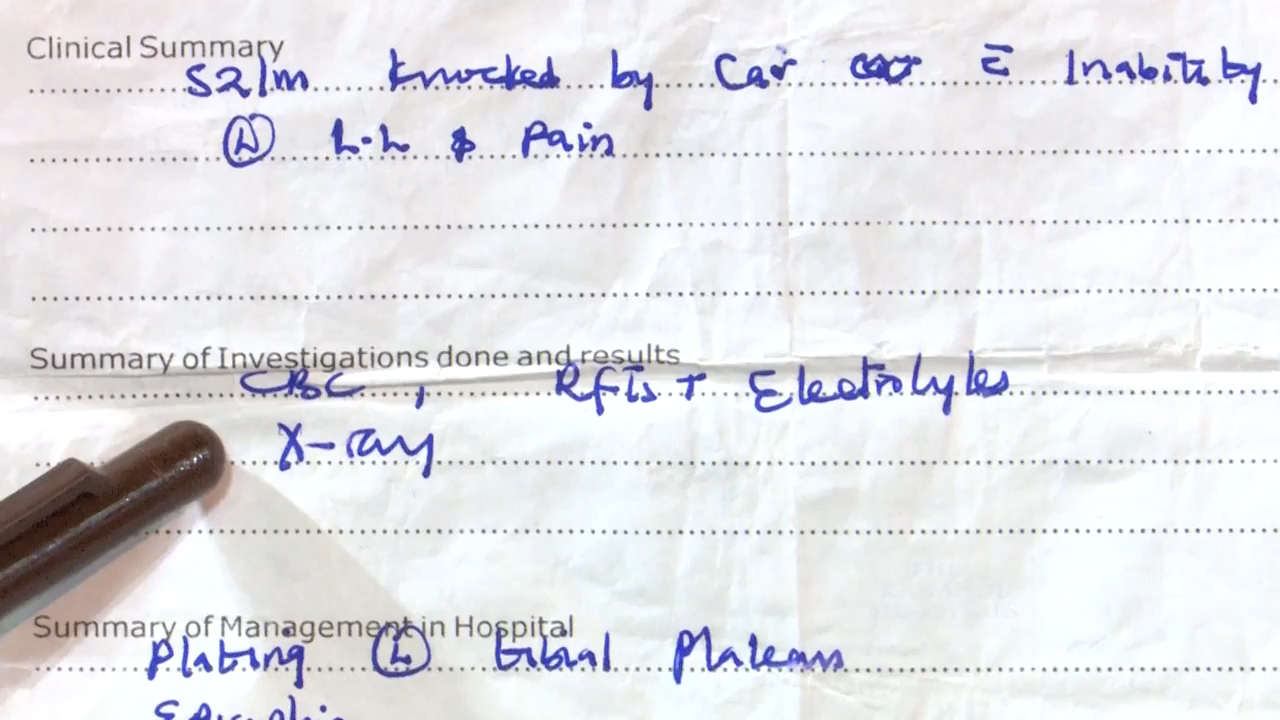 Clinical Summary
52/m knocked by Car c̄ Inability
Ⓛ L.L & Pain
Summary of Investigations done and results
CBC, RFTs + Electrolytes
X-ray
Summary of Management in Hospital
Plating Ⓛ tibial Plateau